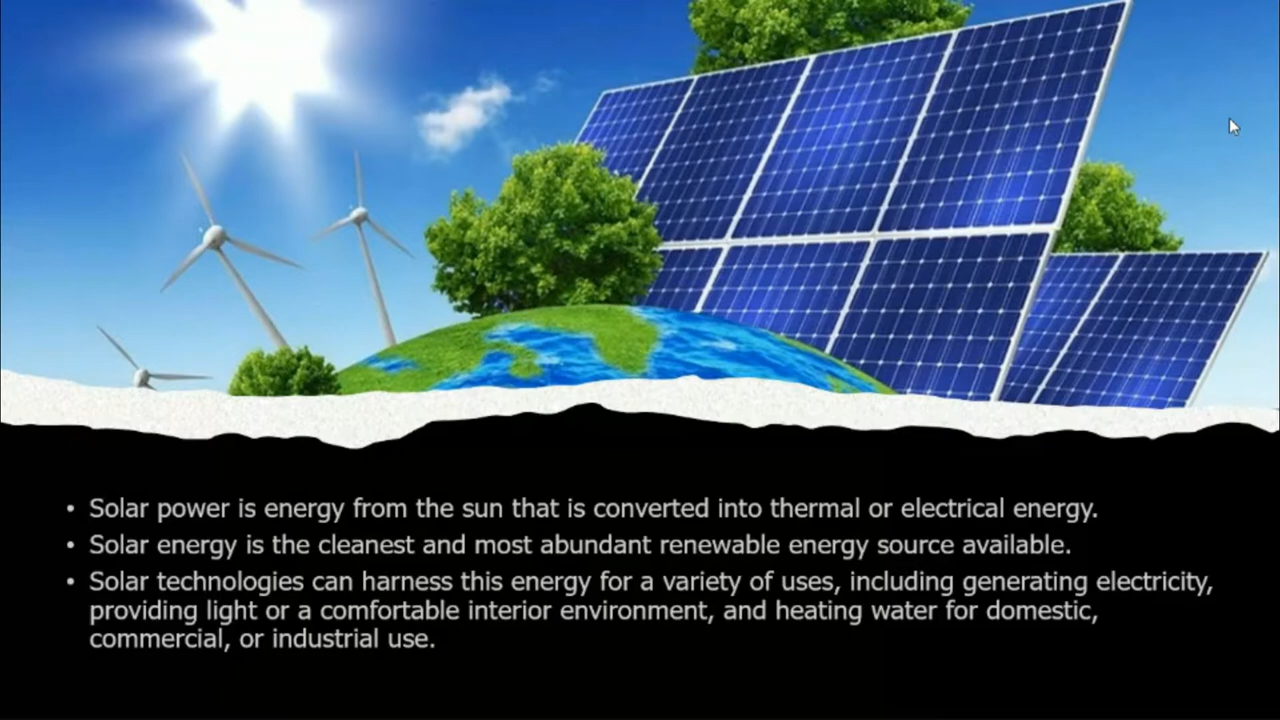 • Solar power is energy from the sun that is converted into thermal or electrical energy.
• Solar energy is the cleanest and most abundant renewable energy source available.
• Solar technologies can harness this energy for a variety of uses, including generating electricity,
providing light or a comfortable interior environment, and heating water for domestic,
commercial, or industrial use.